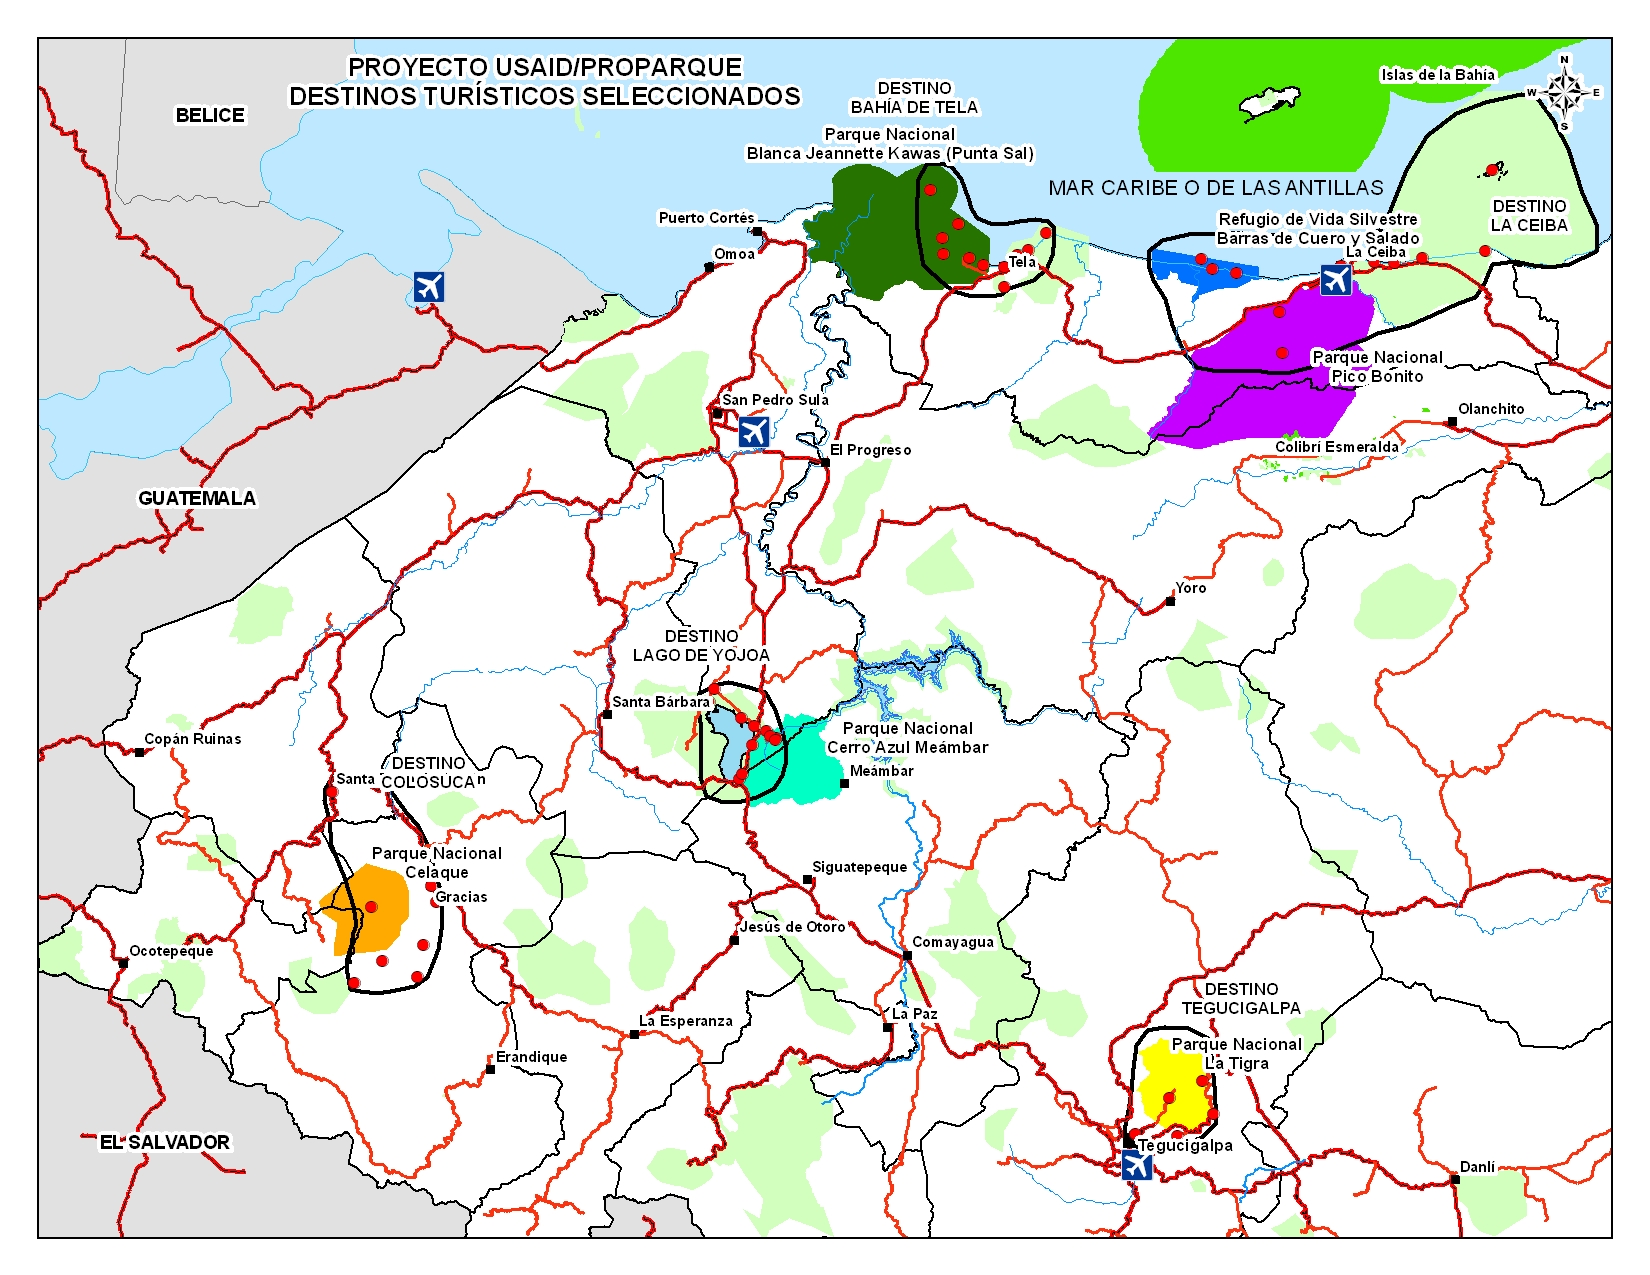 PROYECTO USAID/PROPARQUE
DESTINOS TURÍSTICOS SELECCIONADOS
BELICE
DESTINO
BAHÍA DE TELA
Parque Nacional
Blanca Jeannette Kawas (Punta Sal)
Islas de la Bahía
N
W
E
S
MAR CARIBE O DE LAS ANTILLAS
DESTINO
LA CEIBA
Refugio de Vida Silvestre
Barras de Cuero y Salado
La Ceiba
Puerto Cortés
Omoa
Tela
Parque Nacional
Pico Bonito
San Pedro Sula
Olanchito
El Progreso
Colibrí Esmeralda
GUATEMALA
Yoro
DESTINO
LAGO DE YOJOA
Santa Bárbara
Parque Nacional
Cerro Azul Meámbar
Meámbar
Copán Ruinas
DESTINO
COLOSUCA
Santa
n
Parque Nacional
Celaque
Gracias
Siguatepeque
Jesús de Otoro
Comayagua
Ocotepeque
DESTINO
TEGUCIGALPA
La Esperanza
La Paz
Erandique
Parque Nacional
La Tigra
EL SALVADOR
Tegucigalpa
Danlí